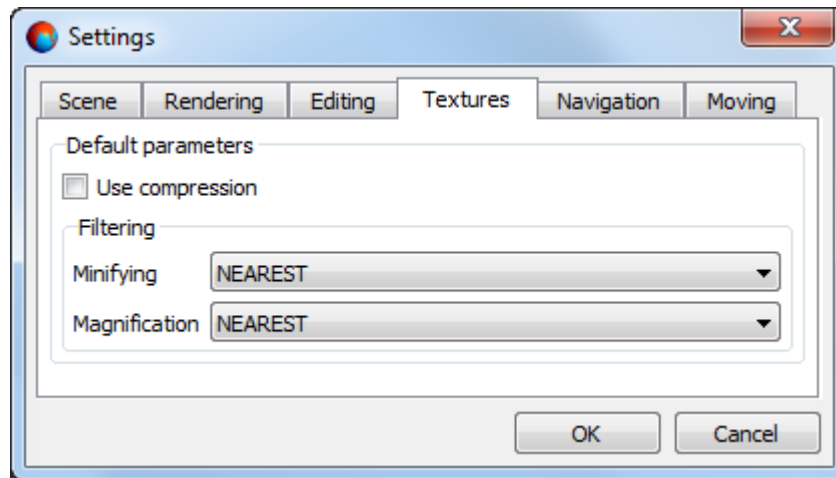 Settings
Scene Rendering Editing Textures Navigation Moving
Default parameters
Use compression
Filtering
Minifying NEAREST
Magnification NEAREST
OK Cancel